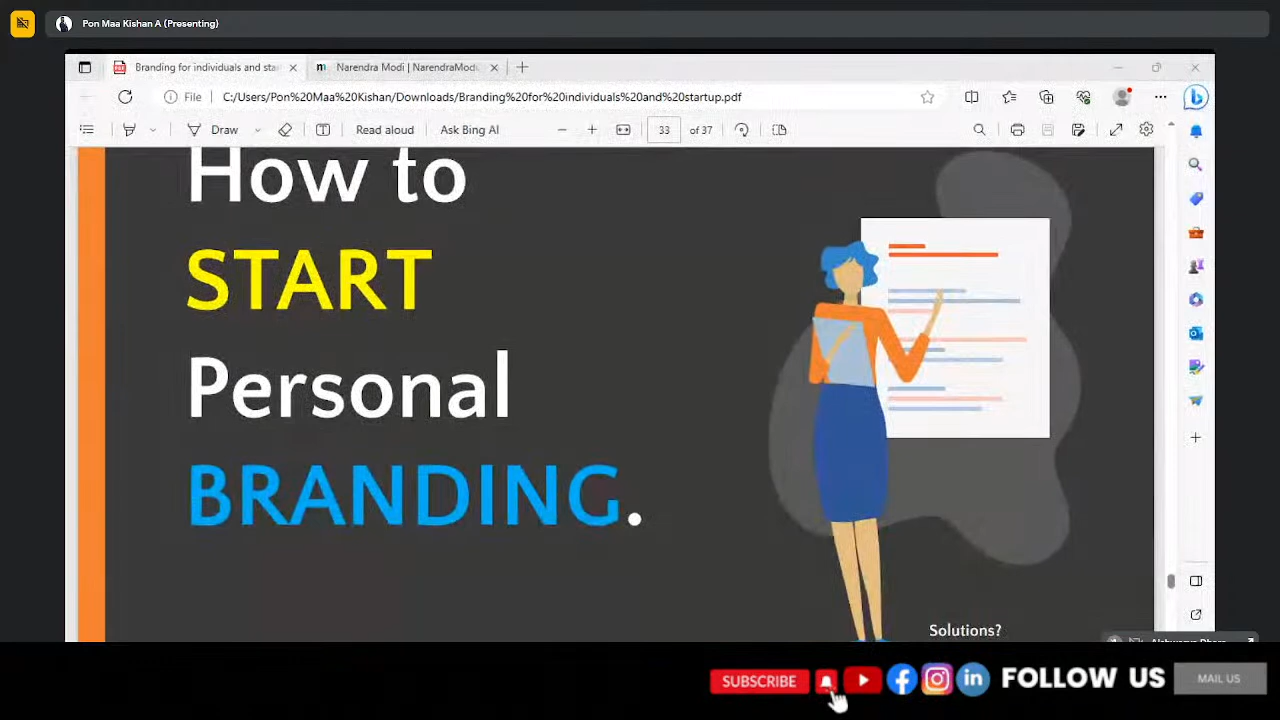 Pon Maa Kishan A (Presenting)
Branding for individuals and star
Narendra Modi | NarendraModi
File C:/Users/Pon%20Maa%20Kishan/Downloads/Branding%20for%20individuals%20and%20startup.pdf
Draw Read aloud Ask Bing AI 33 of 37
How to
START
Personal
BRANDING.
Solutions?
SUBSCRIBE FOLLOW US MAIL US